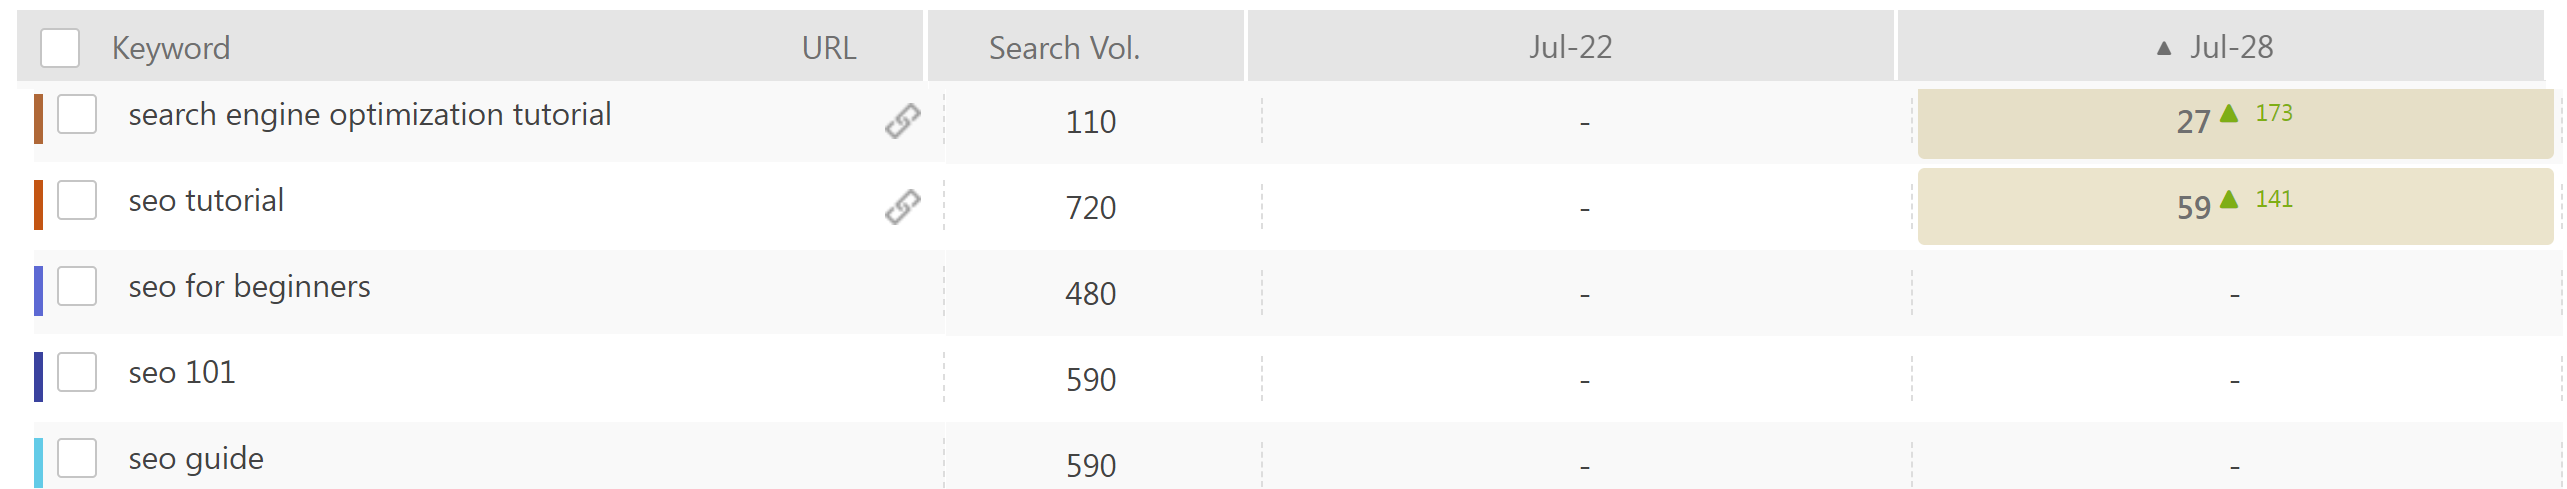 Keyword URL Search Vol. Jul-22 ▲ Jul-28
search engine optimization tutorial 110 - 27 ▲ 173
seo tutorial 720 - 59 ▲ 141
seo for beginners 480 - -
seo 101 590 - -
seo guide 590 - -